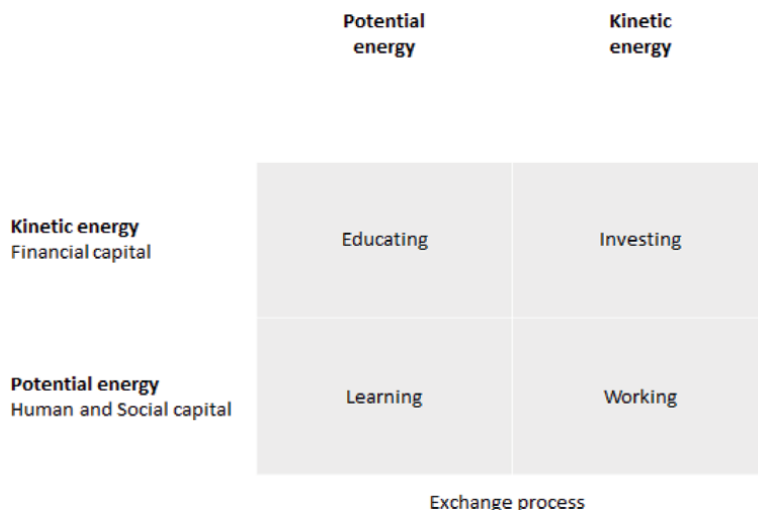 Potential
energy
Kinetic
energy
Kinetic energy
Financial capital
Educating
Investing
Potential energy
Human and Social capital
Learning
Working
Exchange process